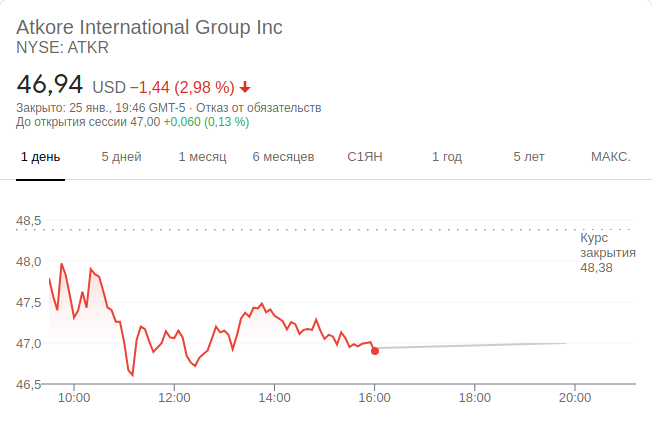 Atkore International Group Inc
NYSE: ATKR
46,94 USD −1,44 (2,98 %)
Закрыто: 25 янв., 19:46 GMT-5 · Отказ от обязательств
До открытия сессии 47,00 +0,060 (0,13 %)
1 день 5 дней 1 месяц 6 месяцев С1ЯН 1 год 5 лет МАКС.
48,5
Курс
закрытия
48,38
48,0
47,5
47,0
46,5
10:00 12:00 14:00 16:00 18:00 20:00